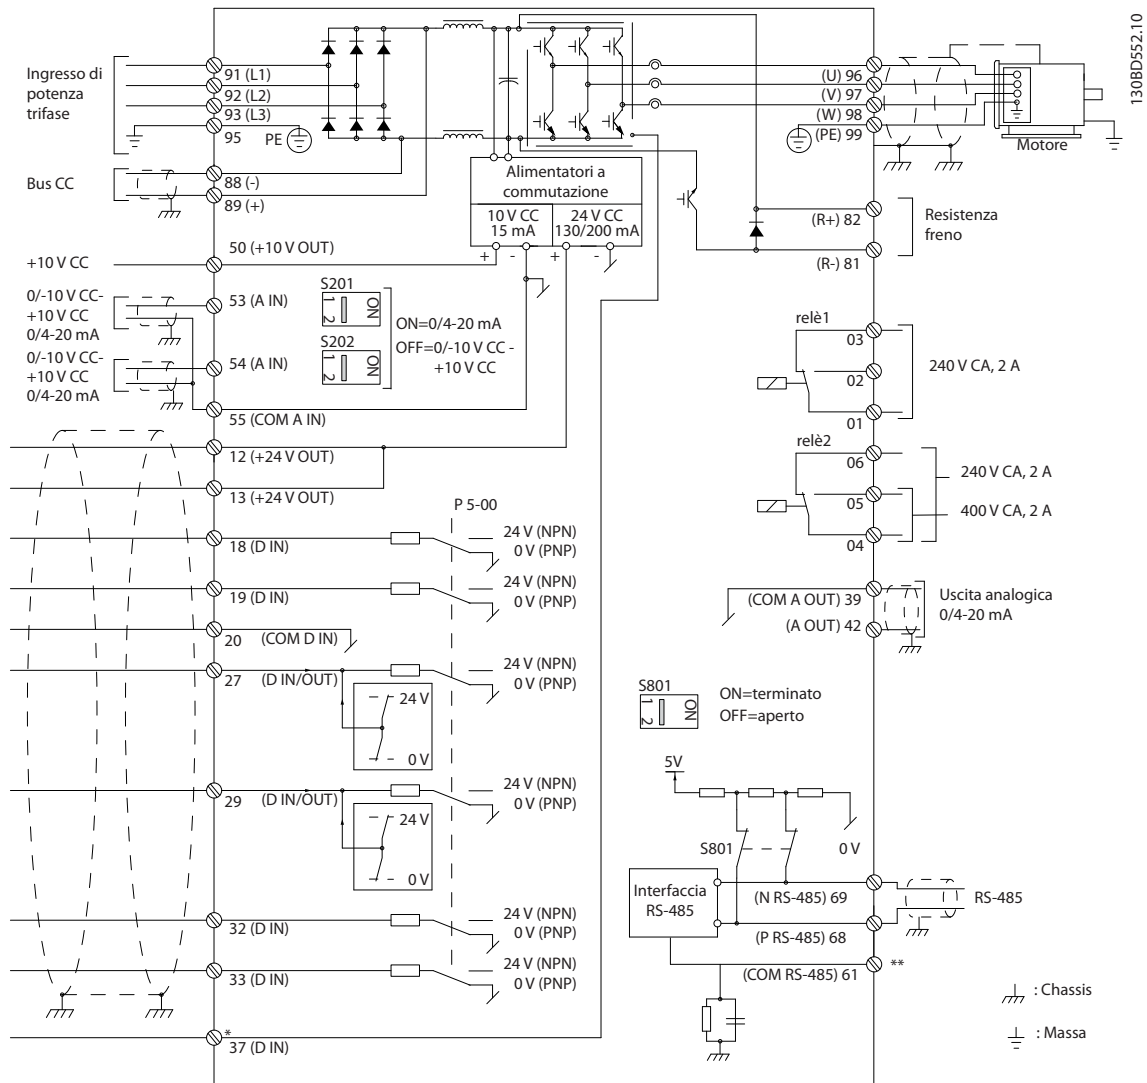 130BD552.10
Ingresso di
potenza
trifase
91 (L1)
92 (L2)
93 (L3)
95
PE
Bus CC
88 (-)
89 (+)
+10 V CC
50 (+10 V OUT)
0/-10 V CC-
+10 V CC
0/4-20 mA
53 (A IN)
0/-10 V CC-
+10 V CC
0/4-20 mA
54 (A IN)
55 (COM A IN)
S201
1
2
ON
S202
1
2
ON
ON=0/4-20 mA
OFF=0/-10 V CC -
+10 V CC
Alimentatori a
commutazione
10 V CC
15 mA
24 V CC
130/200 mA
+
-
+
-
(U) 96
(V) 97
(W) 98
(PE) 99
Motore
(R+) 82
(R-) 81
Resistenza
freno
relè1
03
02
01
240 V CA, 2 A
relè2
06
05
04
240 V CA, 2 A
400 V CA, 2 A
(COM A OUT) 39
(A OUT) 42
Uscita analogica
0/4-20 mA
12 (+24 V OUT)
13 (+24 V OUT)
P 5-00
18 (D IN)
24 V (NPN)
0 V (PNP)
19 (D IN)
24 V (NPN)
0 V (PNP)
20
(COM D IN)
27
(D IN/OUT)
24 V (NPN)
0 V (PNP)
24 V
0 V
29
(D IN/OUT)
24 V (NPN)
0 V (PNP)
24 V
0 V
32 (D IN)
24 V (NPN)
0 V (PNP)
33 (D IN)
24 V (NPN)
0 V (PNP)
*
37 (D IN)
S801
1
2
ON
ON=terminato
OFF=aperto
5V
S801
0 V
Interfaccia
RS-485
(N RS-485) 69
(P RS-485) 68
(COM RS-485) 61
**
RS-485
: Chassis
: Massa